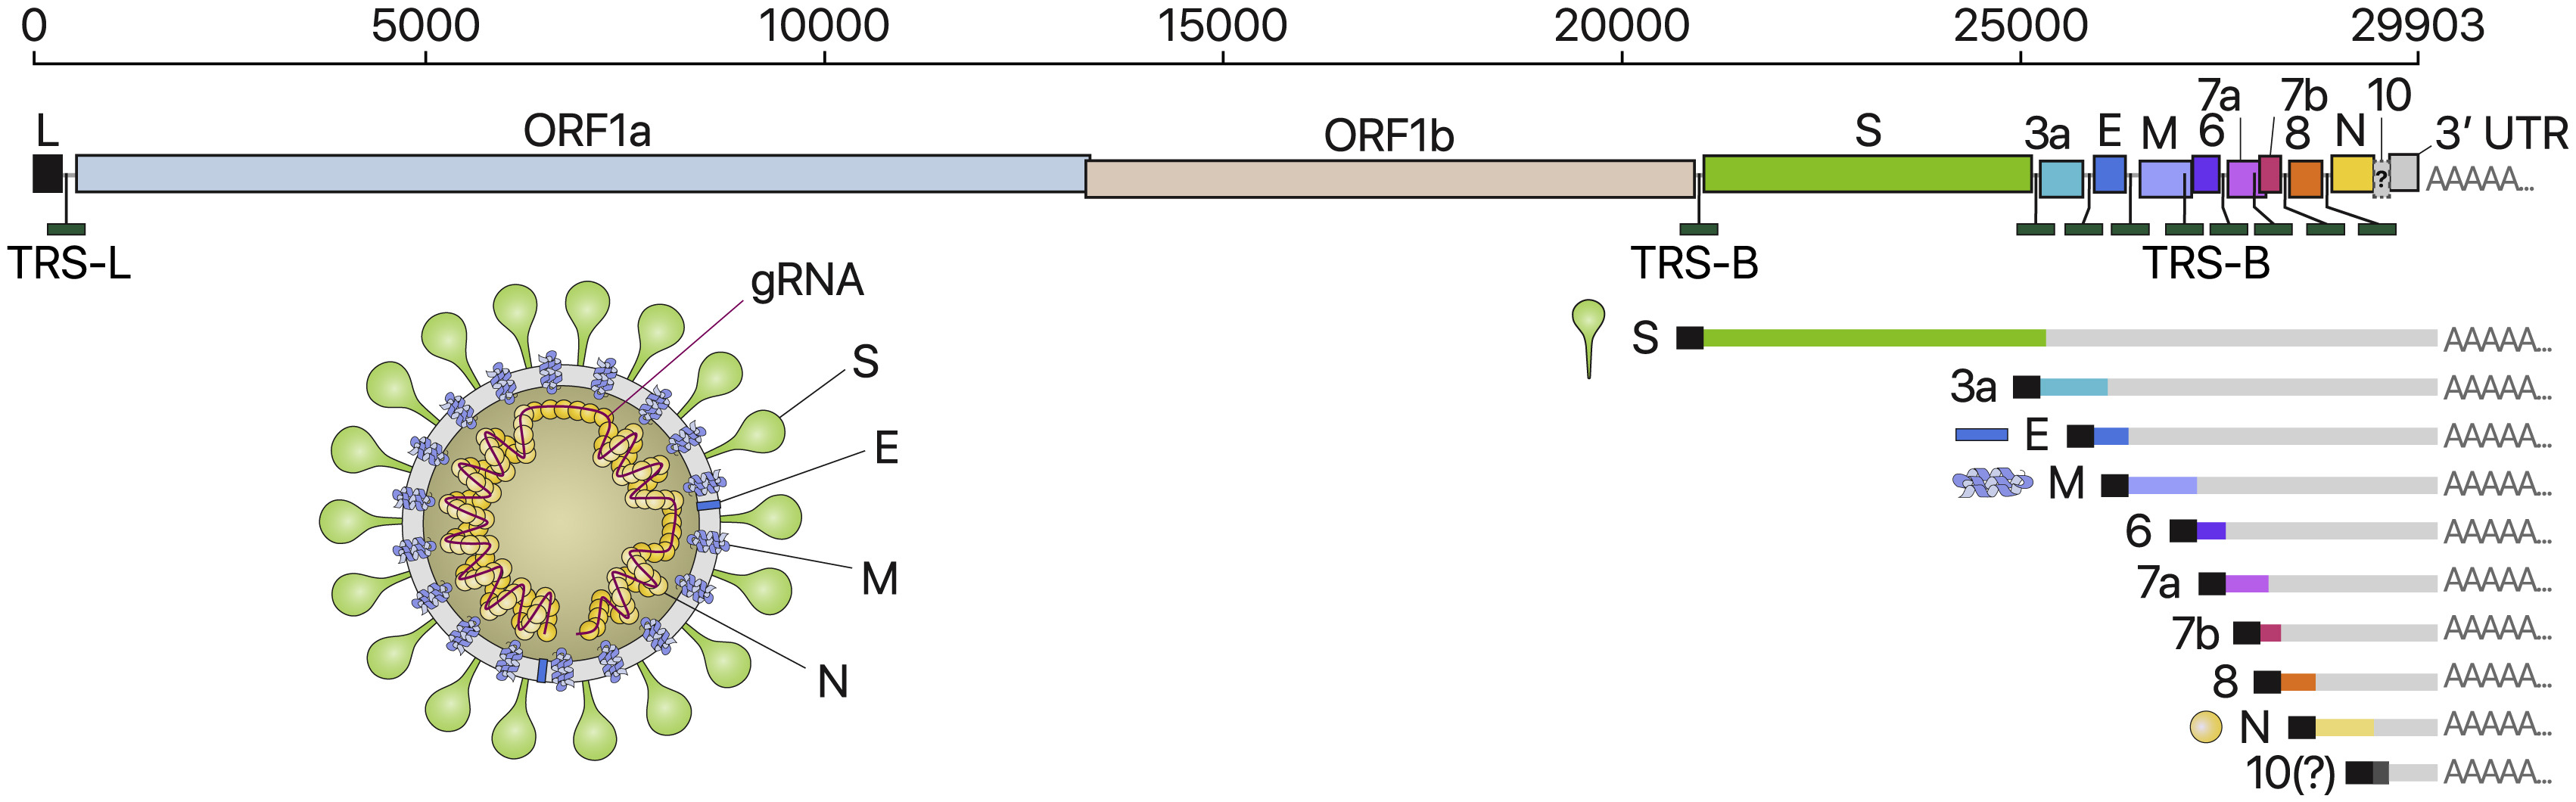 0 5000 10000 15000 20000 25000 29903
7a 7b 10
L ORF1a ORF1b S 3a E M 6 8 N 3′ UTR
? AAAAA...
TRS-L TRS-B TRS-B
gRNA
S
E
M
N
S AAAAA...
3a AAAAA...
E AAAAA...
M AAAAA...
6 AAAAA...
7a AAAAA...
7b AAAAA...
8 AAAAA...
N AAAAA...
10(?) AAAAA...